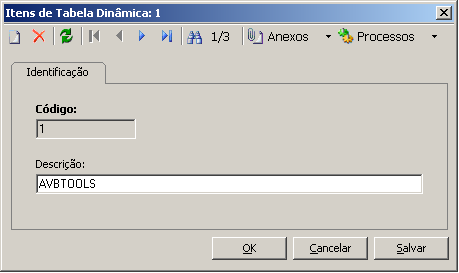 Itens de Tabela Dinâmica: 1
1/3 Anexos Processos
Identificação
Código:
1
Descrição:
AVBTOOLS
OK Cancelar Salvar